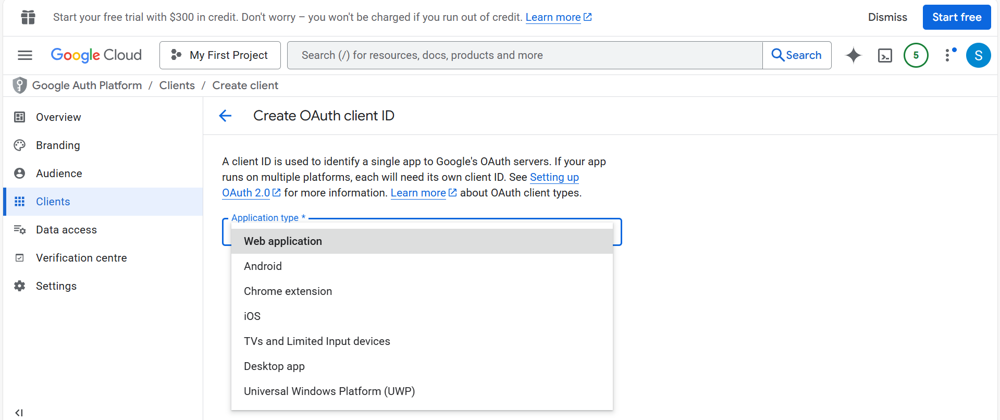 Start your free trial with $300 in credit. Don't worry – you won't be charged if you run out of credit. Learn more
Dismiss
Start free
Google Cloud
My First Project
Search (/) for resources, docs, products and more
Search
5
S
Google Auth Platform / Clients / Create client
Overview
Branding
Audience
Clients
Data access
Verification centre
Settings
Create OAuth client ID
A client ID is used to identify a single app to Google's OAuth servers. If your app
runs on multiple platforms, each will need its own client ID. See Setting up
OAuth 2.0 for more information. Learn more about OAuth client types.
Application type *
Web application
Android
Chrome extension
iOS
TVs and Limited Input devices
Desktop app
Universal Windows Platform (UWP)